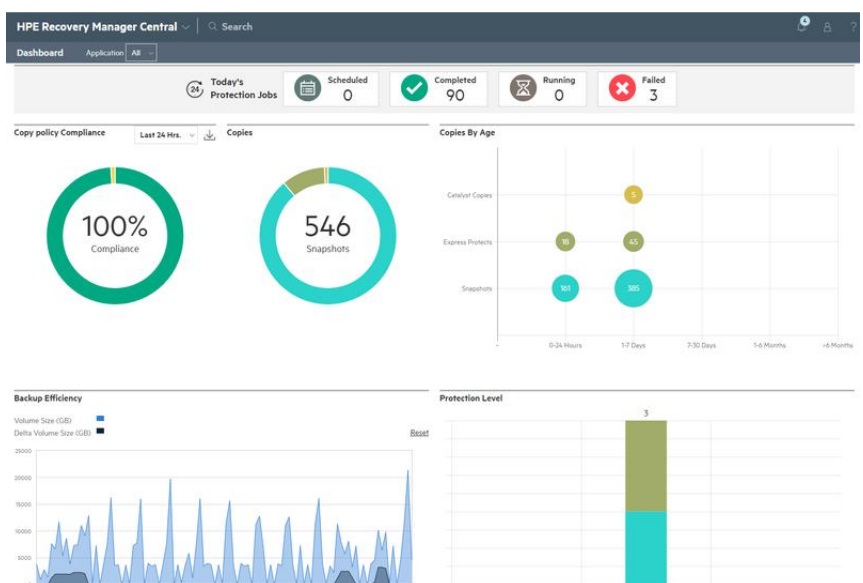 HPE Recovery Manager Central
Search
4
?
Dashboard
Application All
24
Today's
Protection Jobs
Scheduled
0
Completed
90
Running
0
Failed
3
Copy policy Compliance
Last 24 Hrs.
Copies
Copies By Age
100%
Compliance
546
Snapshots
Catalyst Copies
5
Express Protects
18
45
Snapshots
161
385
-
0-24 Hours
1-7 Days
7-30 Days
1-6 Months
>6 Months
Backup Efficiency
Volume Size (GB)
Delta Volume Size (GB)
Reset
25000
20000
15000
10000
5000
Protection Level
3